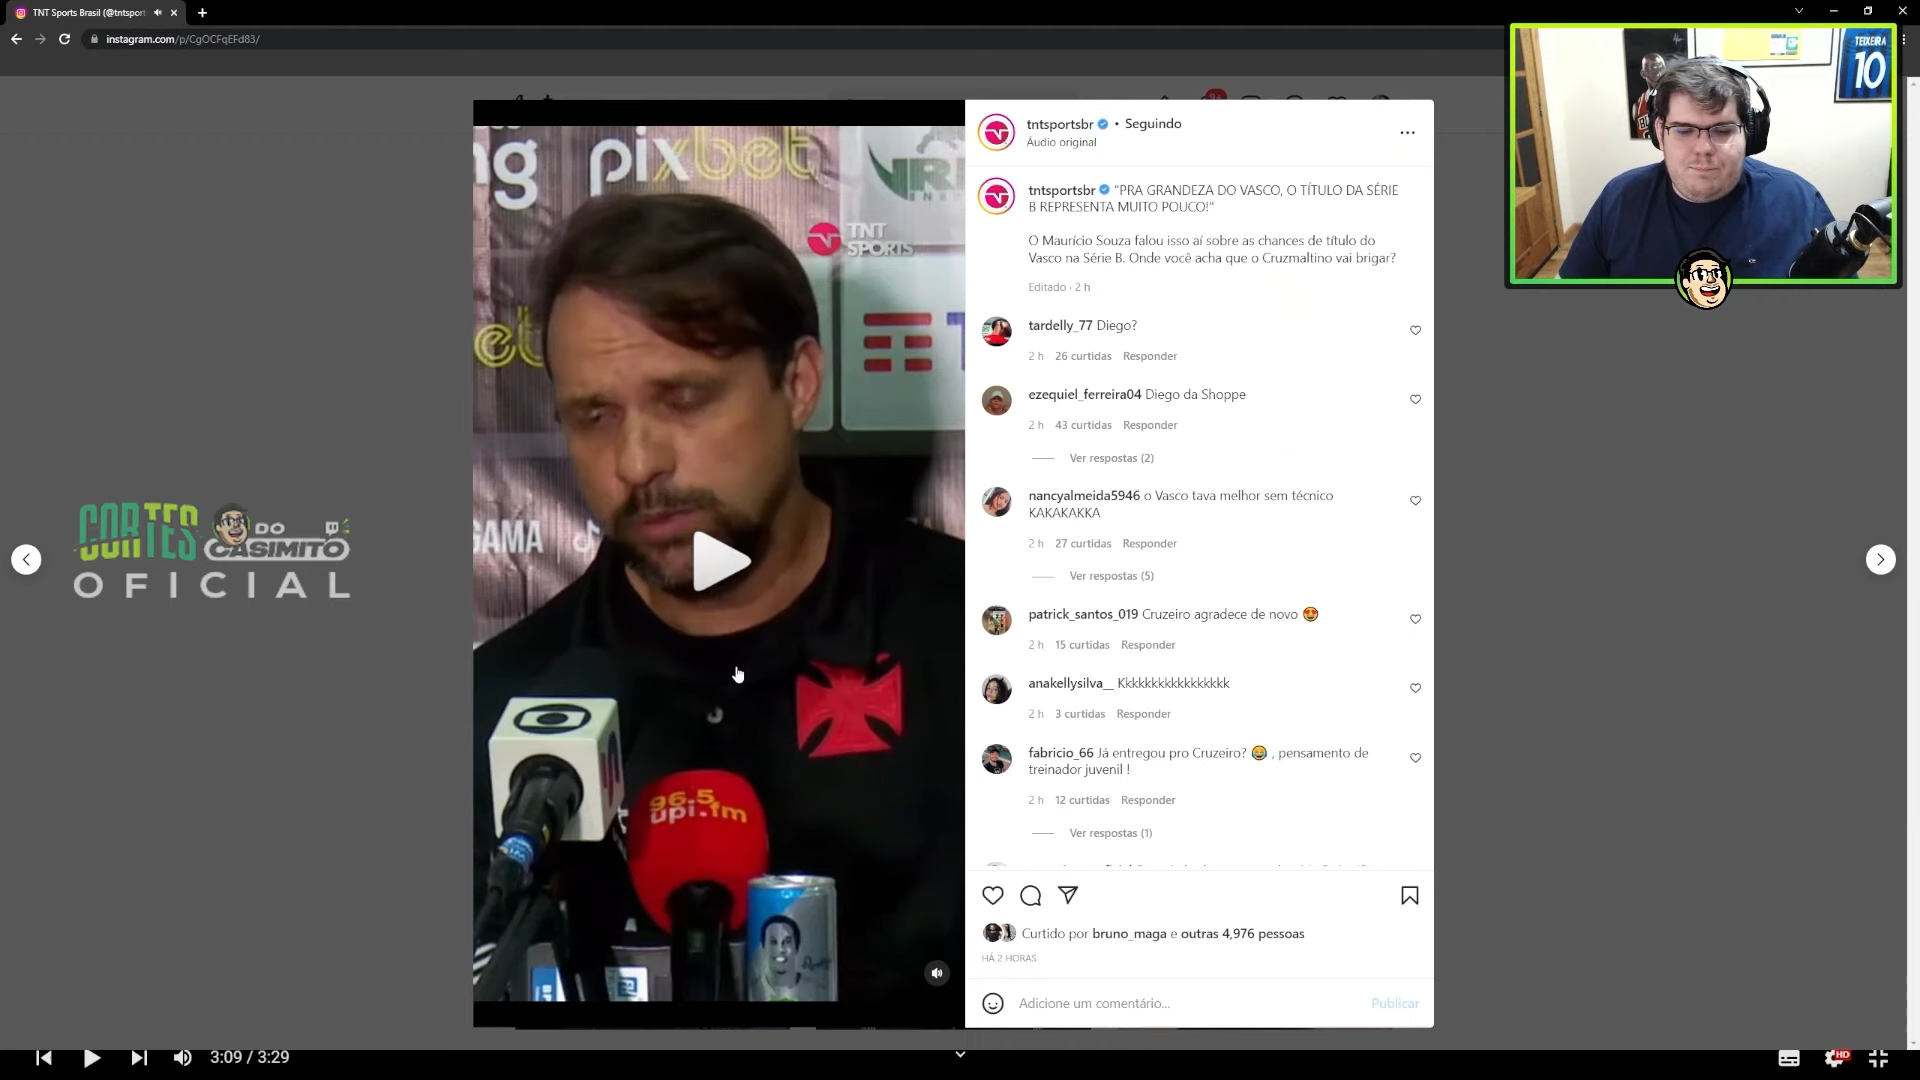 TNT Sports Brasil (@tntsport
instagram.com/p/CgOCFqEFd83/
TEIXEIRA
10
pixbet
TNT
SPORTS
GAMA
96.5
upi.fm
CORTES
DO
CASIMITO
OFICIAL
tntsportsbr • Seguindo
Áudio original
tntsportsbr "PRA GRANDEZA DO VASCO, O TÍTULO DA SÉRIE
B REPRESENTA MUITO POUCO!"
O Maurício Souza falou isso aí sobre as chances de título do
Vasco na Série B. Onde você acha que o Cruzmaltino vai brigar?
Editado · 2 h
tardelly_77 Diego?
2 h 26 curtidas Responder
ezequiel_ferreira04 Diego da Shoppe
2 h 43 curtidas Responder
Ver respostas (2)
nancyalmeida5946 o Vasco tava melhor sem técnico
KAKAKAKKA
2 h 27 curtidas Responder
Ver respostas (5)
patrick_santos_019 Cruzeiro agradece de novo 😍
2 h 15 curtidas Responder
anakellysilva__ Kkkkkkkkkkkkkkkkk
2 h 3 curtidas Responder
fabricio_66 Já entregou pro Cruzeiro? 😂 , pensamento de
treinador juvenil !
2 h 12 curtidas Responder
Ver respostas (1)
Curtido por bruno_maga e outras 4,976 pessoas
HÁ 2 HORAS
Adicione um comentário... Publicar
3:09 / 3:29
HD